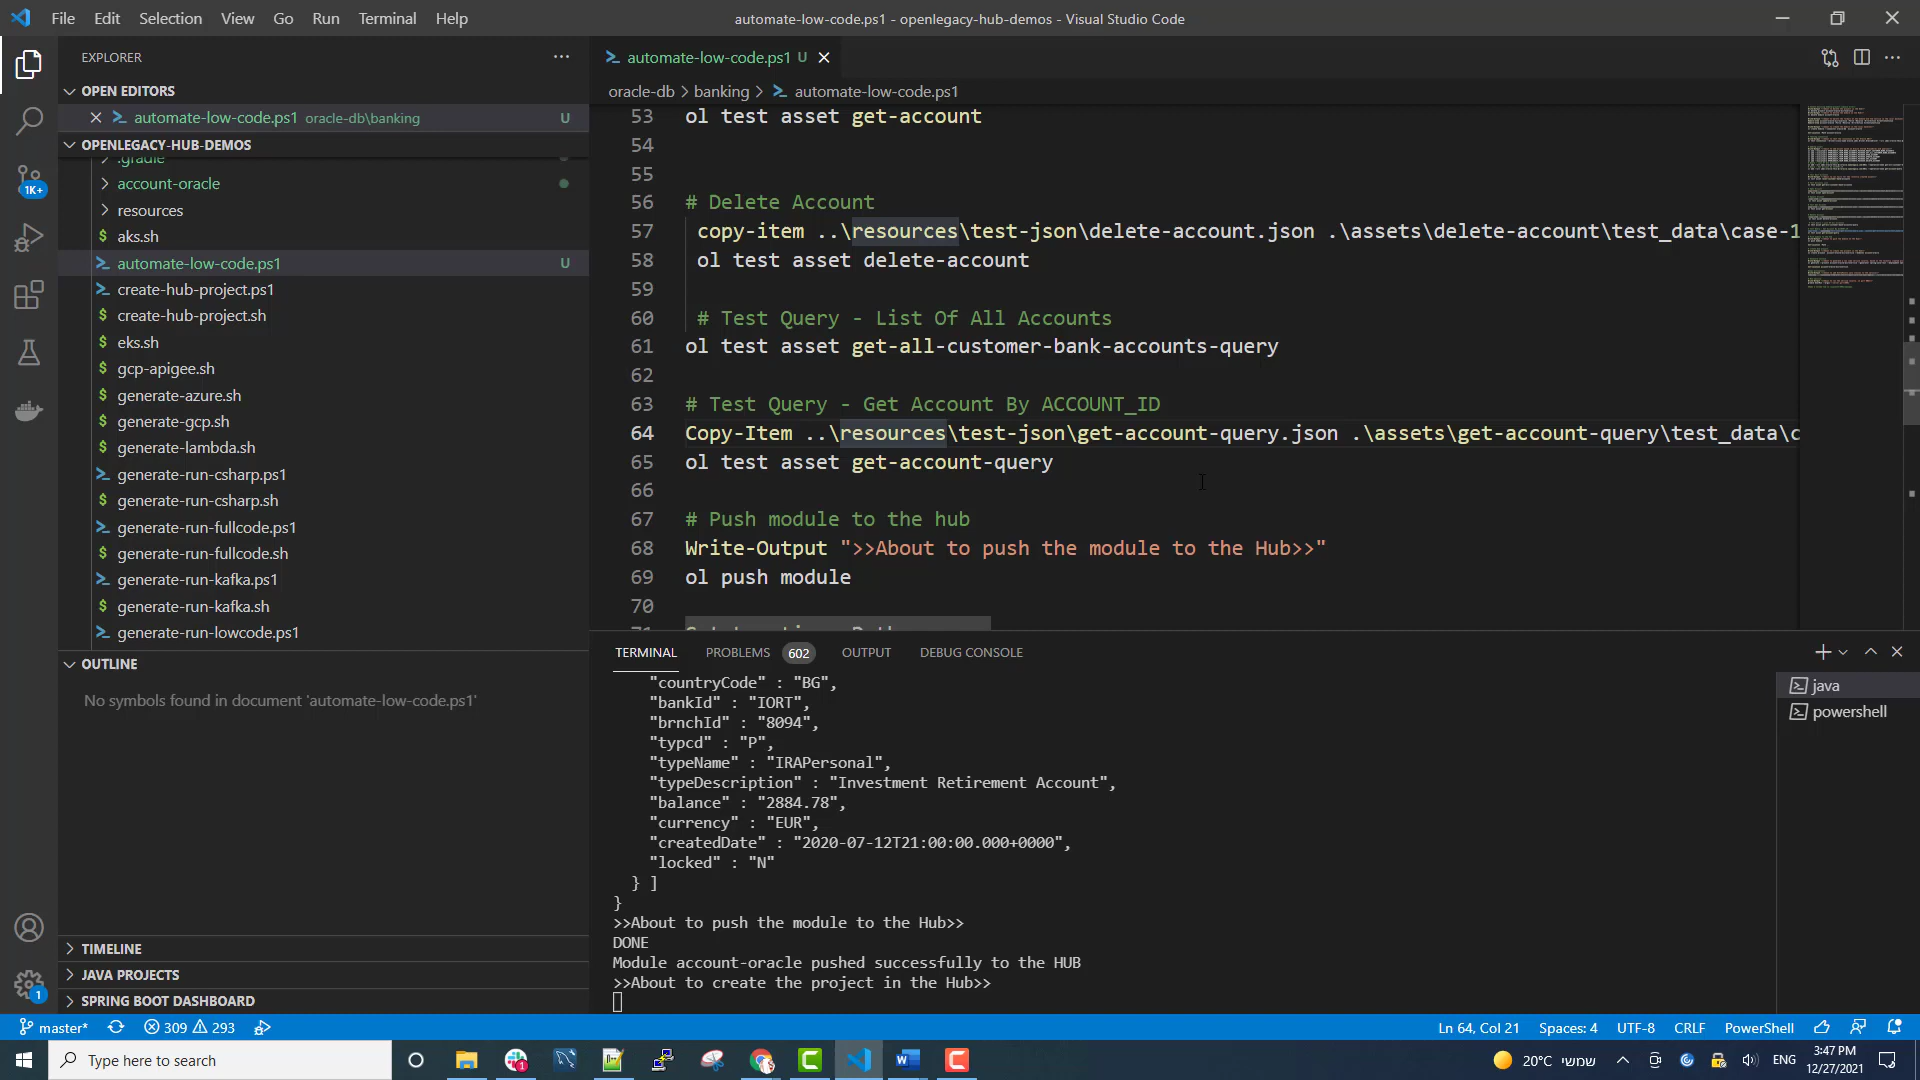 File Edit Selection View Go Run Terminal Help
automate-low-code.ps1 - openlegacy-hub-demos - Visual Studio Code
EXPLORER
OPEN EDITORS
automate-low-code.ps1 oracle-db\banking U
OPENLEGACY-HUB-DEMOS
.gradle
account-oracle
resources
aks.sh
automate-low-code.ps1 U
create-hub-project.ps1
create-hub-project.sh
eks.sh
gcp-apigee.sh
generate-azure.sh
generate-gcp.sh
generate-lambda.sh
generate-run-csharp.ps1
generate-run-csharp.sh
generate-run-fullcode.ps1
generate-run-fullcode.sh
generate-run-kafka.ps1
generate-run-kafka.sh
generate-run-lowcode.ps1
OUTLINE
No symbols found in document 'automate-low-code.ps1'
TIMELINE
JAVA PROJECTS
SPRING BOOT DASHBOARD
1K+
1
automate-low-code.ps1 U
oracle-db > banking > automate-low-code.ps1
53 ol test asset get-account
54
55
56 # Delete Account
57 copy-item ..\resources\test-json\delete-account.json .\assets\delete-account\test_data\case-1
58 ol test asset delete-account
59
60 # Test Query - List Of All Accounts
61 ol test asset get-all-customer-bank-accounts-query
62
63 # Test Query - Get Account By ACCOUNT_ID
64 Copy-Item ..\resources\test-json\get-account-query.json .\assets\get-account-query\test_data\c
65 ol test asset get-account-query
66
67 # Push module to the hub
68 Write-Output ">>About to push the module to the Hub>>"
69 ol push module
70
TERMINAL PROBLEMS 602 OUTPUT DEBUG CONSOLE
"countryCode" : "BG",
"bankId" : "IORT",
"brnchId" : "8094",
"typcd" : "P",
"typeName" : "IRAPersonal",
"typeDescription" : "Investment Retirement Account",
"balance" : "2884.78",
"currency" : "EUR",
"createdDate" : "2020-07-12T21:00:00.000+0000",
"locked" : "N"
} ]
}
>>About to push the module to the Hub>>
DONE
Module account-oracle pushed successfully to the HUB
>>About to create the project in the Hub>>
java
powershell
master* 309 293
Ln 64, Col 21 Spaces: 4 UTF-8 CRLF PowerShell
Type here to search
20°C שמשי ENG
3:47 PM
12/27/2021